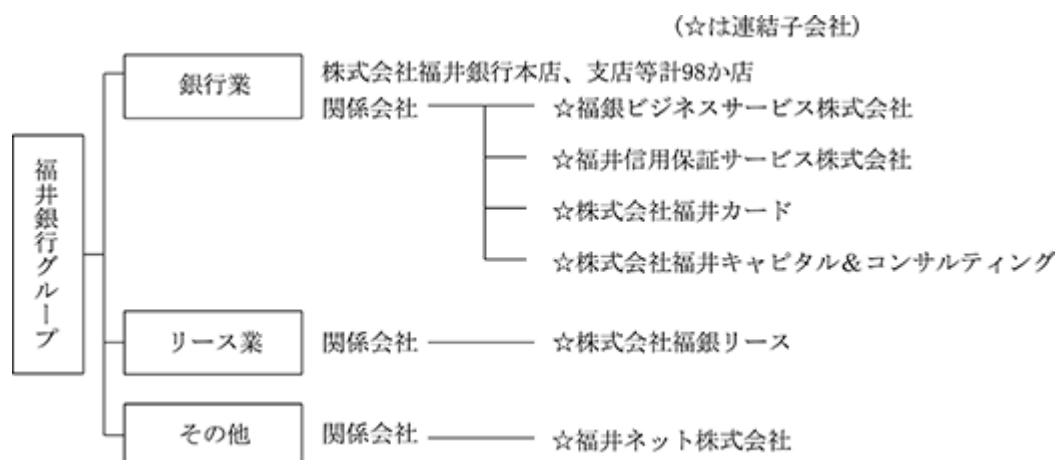 (☆は連結子会社)
福井銀行グループ
銀行業
株式会社福井銀行本店、支店等計98か店
関係会社
☆福銀ビジネスサービス株式会社
☆福井信用保証サービス株式会社
☆株式会社福井カード
☆株式会社福井キャピタル&コンサルティング
リース業
関係会社
☆株式会社福銀リース
その他
関係会社
☆福井ネット株式会社